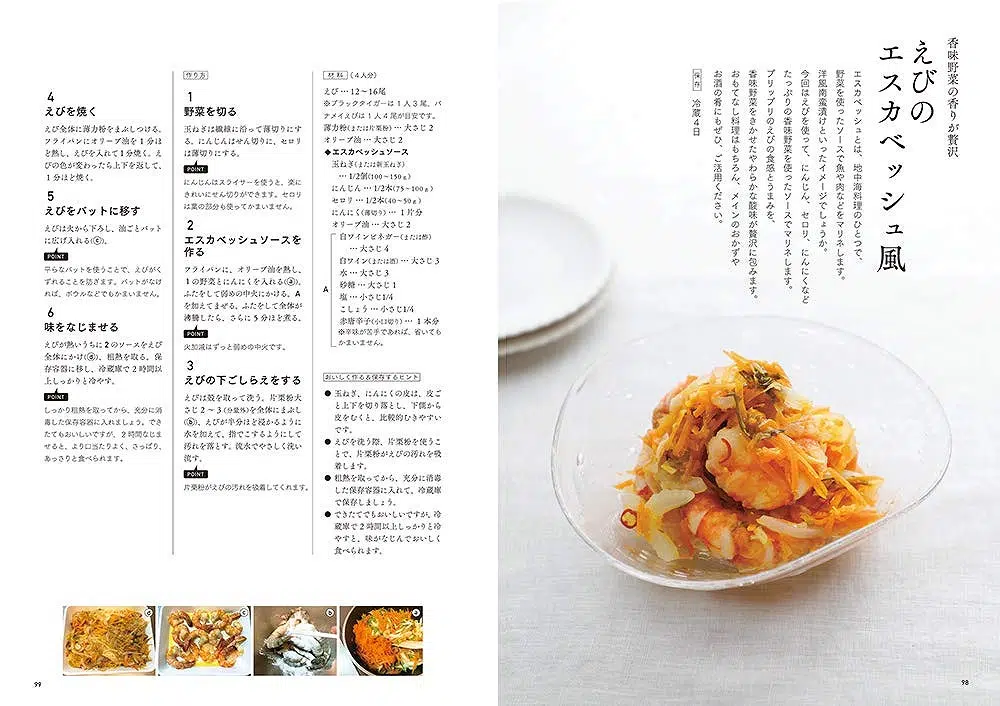 香味野菜の香りが贅沢
えびの
エスカベッシュ風
エスカベッシュとは、地中海料理のひとつで、
野菜を使ったソースで魚や肉などをマリネします。
洋風南蛮漬けといったイメージでしょうか。
今回はえびを使って、にんじん、セロリ、にんにくなど
たっぷりの香味野菜を使ったソースでマリネします。
プリップリのえびの食感とうまみを、
香味野菜をきかせたやわらかな酸味が贅沢に包みます。
おもてなし料理はもちろん、メインのおかずや
お酒の肴にもぜひ、ご活用ください。
保存 冷蔵4日
98
材料 (4人分)
えび … 12〜16尾
※ブラックタイガーは1人3尾、バ
ナメイえびは1人4尾が目安です。
薄力粉(または片栗粉) … 大さじ2
オリーブ油 … 大さじ2
◆エスカベッシュソース
玉ねぎ(または新玉ねぎ)
… 1/2個(100〜150g)
にんじん … 1/2本(75〜100g)
セロリ … 1/2本(40〜50g)
にんにく(薄切り) … 1片分
オリーブ油 … 大さじ2
A
白ワインビネガー(または酢)
… 大さじ4
白ワイン(または酒) … 大さじ3
水 … 大さじ3
砂糖 … 大さじ1
塩 … 小さじ1/4
こしょう … 小さじ1/4
赤唐辛子(小口切り) … 1本分
※辛味が苦手であれば、省いても
かまいません。
おいしく作る&保存するヒント
● 玉ねぎ、にんにくの皮は、皮ご
と上下を切り落とし、下側から
皮をむくと、比較的むきやすい
です。
● えびを洗う際、片栗粉を使うこ
とで、片栗粉がえびの汚れを吸
着します。
● 粗熱を取ってから、充分に消毒
した保存容器に入れて、冷蔵庫
で保存しましょう。
● できたてでもおいしいですが、冷
蔵庫で2時間以上しっかりと冷
やすと、味がなじんでおいしく
食べられます。
作り方
1
野菜を切る
玉ねぎは繊維に沿って薄切りにす
る。にんじんはせん切りに、セロリ
は薄切りにする。
POINT
にんじんはスライサーを使うと、楽に
きれいにせん切りができます。セロリ
は葉の部分も使ってかまいません。
2
エスカベッシュソースを
作る
フライパンに、オリーブ油を熱し、
1の野菜とにんにくを入れる(ⓐ)。
ふたをして弱めの中火にかける。A
を加えてまぜる。ふたをして全体が
沸騰したら、さらに5分ほど煮る。
POINT
火加減はずっと弱めの中火です。
3
えびの下ごしらえをする
えびは殻を取って洗う。片栗粉大
さじ2〜3(分量外)を全体にまぶし
(ⓑ)、えびが半分ほど浸かるように
水を加えて、指でこするようにして
汚れを落とす。流水でやさしく洗い
流す。
POINT
片栗粉がえびの汚れを吸着してくれます。
4
えびを焼く
えび全体に薄力粉をまぶしつける。
フライパンにオリーブ油を1分ほ
ど熱し、えびを入れて1分焼く。え
びの色が変わったら上下を返して、
1分ほど焼く。
5
えびをバットに移す
えびは火から下ろし、油ごとバット
に広げ入れる(ⓒ)。
POINT
平らなバットを使うことで、えびがく
ずれることを防ぎます。バットがなけ
れば、ボウルなどでもかまいません。
6
味をなじませる
えびが熱いうちに2のソースをえび
全体にかけ(ⓓ)、粗熱を取る。保
存容器に移し、冷蔵庫で2時間以
上しっかりと冷やす。
POINT
しっかり粗熱を取ってから、充分に消
毒した保存容器に入れましょう。でき
たてもおいしいですが、2時間なじま
せると、より口当たりよく、さっぱり、
あっさりと食べられます。
ⓓ
ⓒ
ⓑ
ⓐ
99